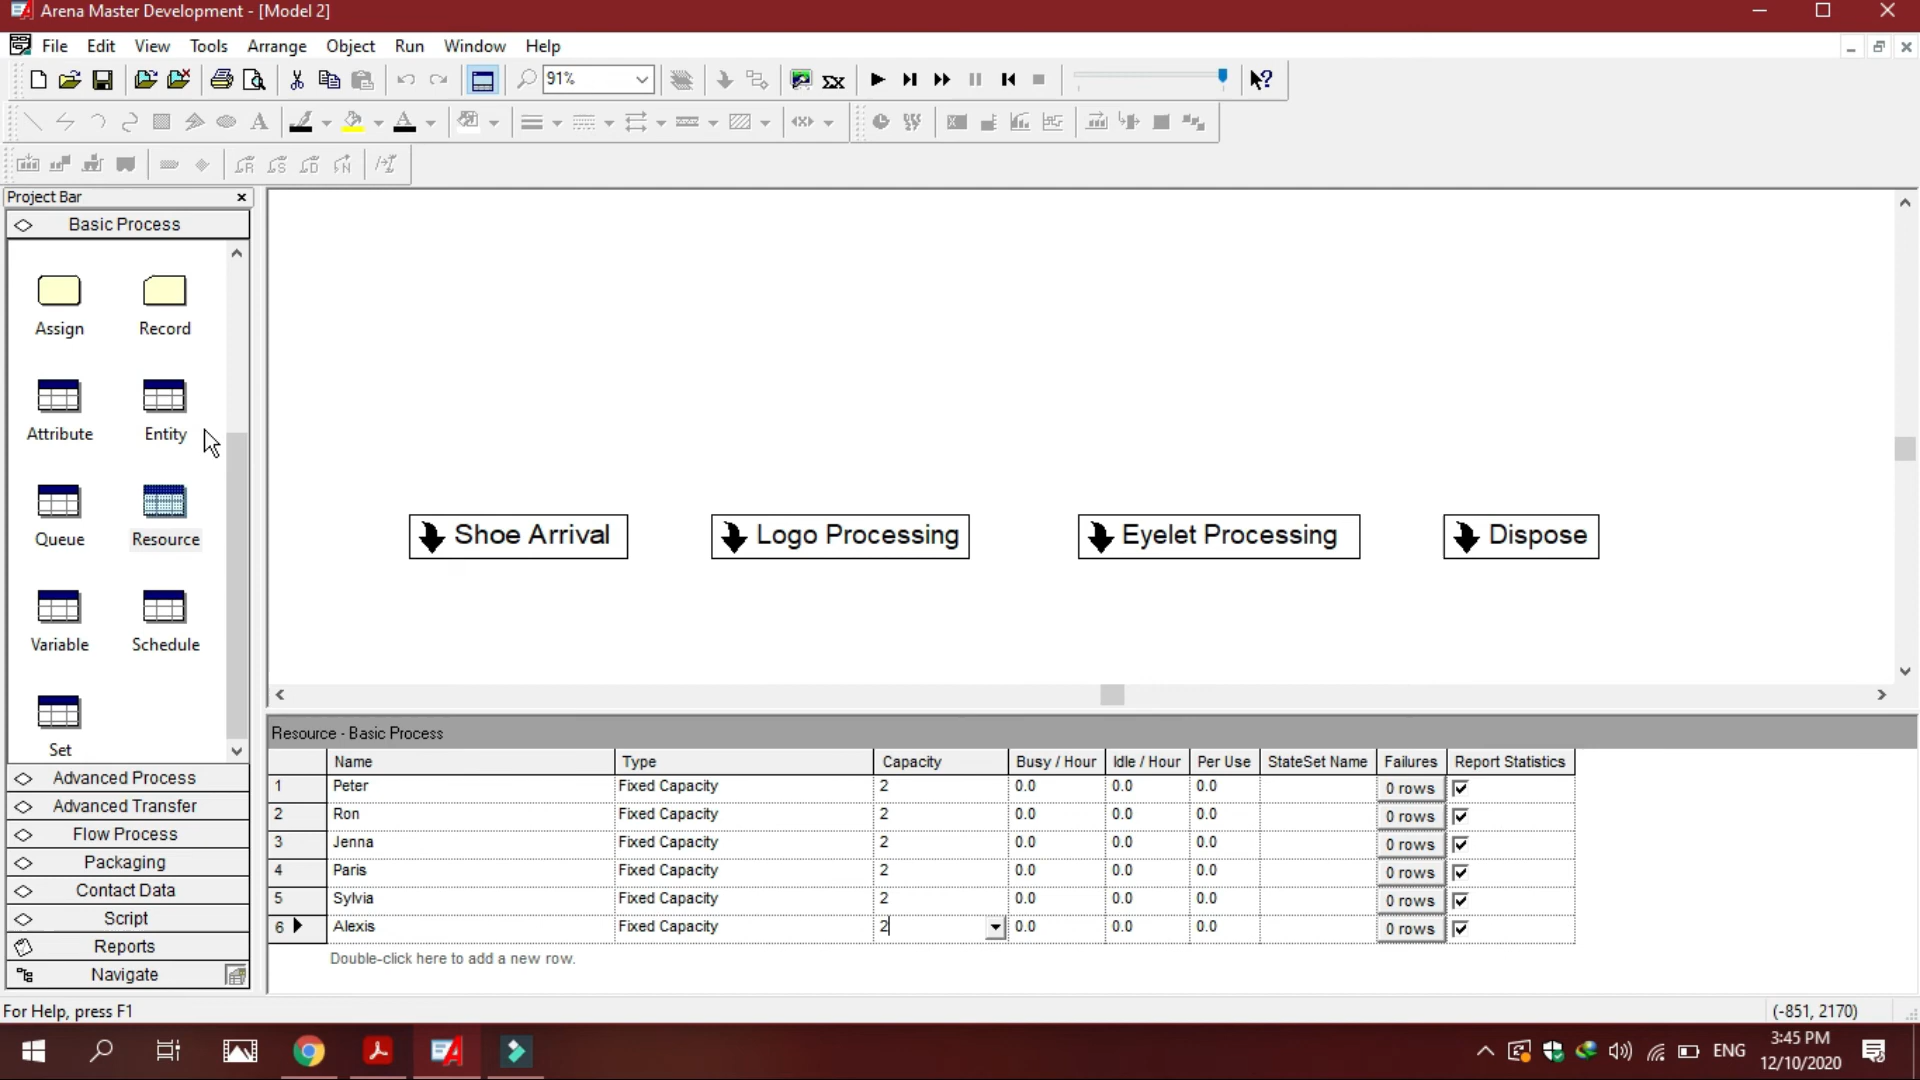 Arena Master Development - [Model 2]
File Edit View Tools Arrange Object Run Window Help
91%
Project Bar
Basic Process
Assign Record
Attribute Entity
Queue Resource
Variable Schedule
Set
Advanced Process
Advanced Transfer
Flow Process
Packaging
Contact Data
Script
Reports
Navigate
Shoe Arrival Logo Processing Eyelet Processing Dispose
Resource - Basic Process
Name Type Capacity Busy / Hour Idle / Hour Per Use StateSet Name Failures Report Statistics
1 Peter Fixed Capacity 2 0.0 0.0 0.0 0 rows
2 Ron Fixed Capacity 2 0.0 0.0 0.0 0 rows
3 Jenna Fixed Capacity 2 0.0 0.0 0.0 0 rows
4 Paris Fixed Capacity 2 0.0 0.0 0.0 0 rows
5 Sylvia Fixed Capacity 2 0.0 0.0 0.0 0 rows
6 Alexis Fixed Capacity 2 0.0 0.0 0.0 0 rows
Double-click here to add a new row.
For Help, press F1
(-851, 2170)
ENG
3:45 PM
12/10/2020